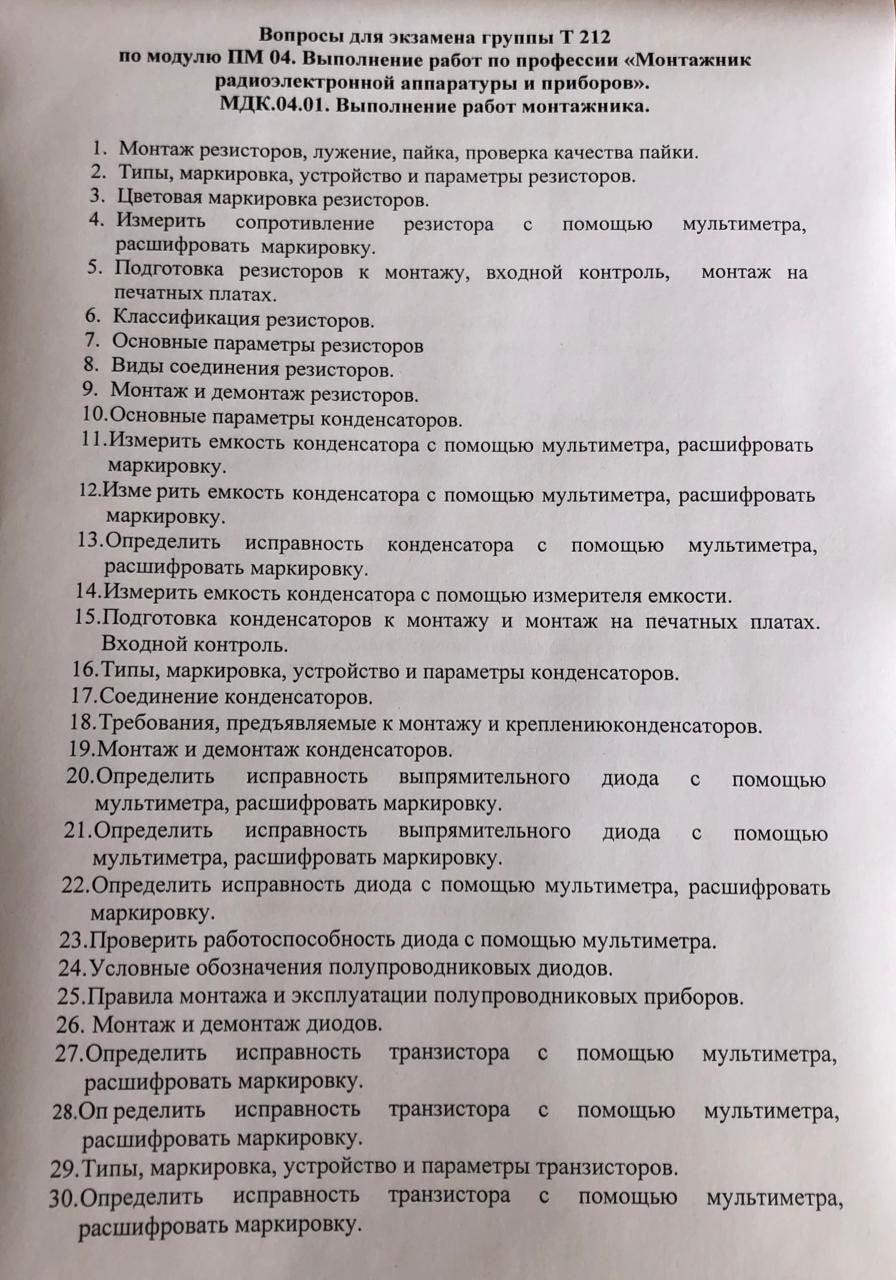 Вопросы для экзамена группы Т 212
по модулю ПМ 04. Выполнение работ по профессии «Монтажник
радиоэлектронной аппаратуры и приборов».
МДК.04.01. Выполнение работ монтажника.
1. Монтаж резисторов, лужение, пайка, проверка качества пайки.
2. Типы, маркировка, устройство и параметры резисторов.
3. Цветовая маркировка резисторов.
4. Измерить сопротивление резистора с помощью мультиметра,
расшифровать маркировку.
5. Подготовка резисторов к монтажу, входной контроль, монтаж на
печатных платах.
6. Классификация резисторов.
7. Основные параметры резисторов
8. Виды соединения резисторов.
9. Монтаж и демонтаж резисторов.
10.Основные параметры конденсаторов.
11.Измерить емкость конденсатора с помощью мультиметра, расшифровать
маркировку.
12.Изме рить емкость конденсатора с помощью мультиметра, расшифровать
маркировку.
13.Определить исправность конденсатора с помощью мультиметра,
расшифровать маркировку.
14.Измерить емкость конденсатора с помощью измерителя емкости.
15.Подготовка конденсаторов к монтажу и монтаж на печатных платах.
Входной контроль.
16.Типы, маркировка, устройство и параметры конденсаторов.
17.Соединение конденсаторов.
18.Требования, предъявляемые к монтажу и креплениюконденсаторов.
19.Монтаж и демонтаж конденсаторов.
20.Определить исправность выпрямительного диода с помощью
мультиметра, расшифровать маркировку.
21.Определить исправность выпрямительного диода с помощью
мультиметра, расшифровать маркировку.
22.Определить исправность диода с помощью мультиметра, расшифровать
маркировку.
23.Проверить работоспособность диода с помощью мультиметра.
24.Условные обозначения полупроводниковых диодов.
25.Правила монтажа и эксплуатации полупроводниковых приборов.
26. Монтаж и демонтаж диодов.
27.Определить исправность транзистора с помощью мультиметра,
расшифровать маркировку.
28.Оп ределить исправность транзистора с помощью мультиметра,
расшифровать маркировку.
29.Типы, маркировка, устройство и параметры транзисторов.
30.Определить исправность транзистора с помощью мультиметра,
расшифровать маркировку.